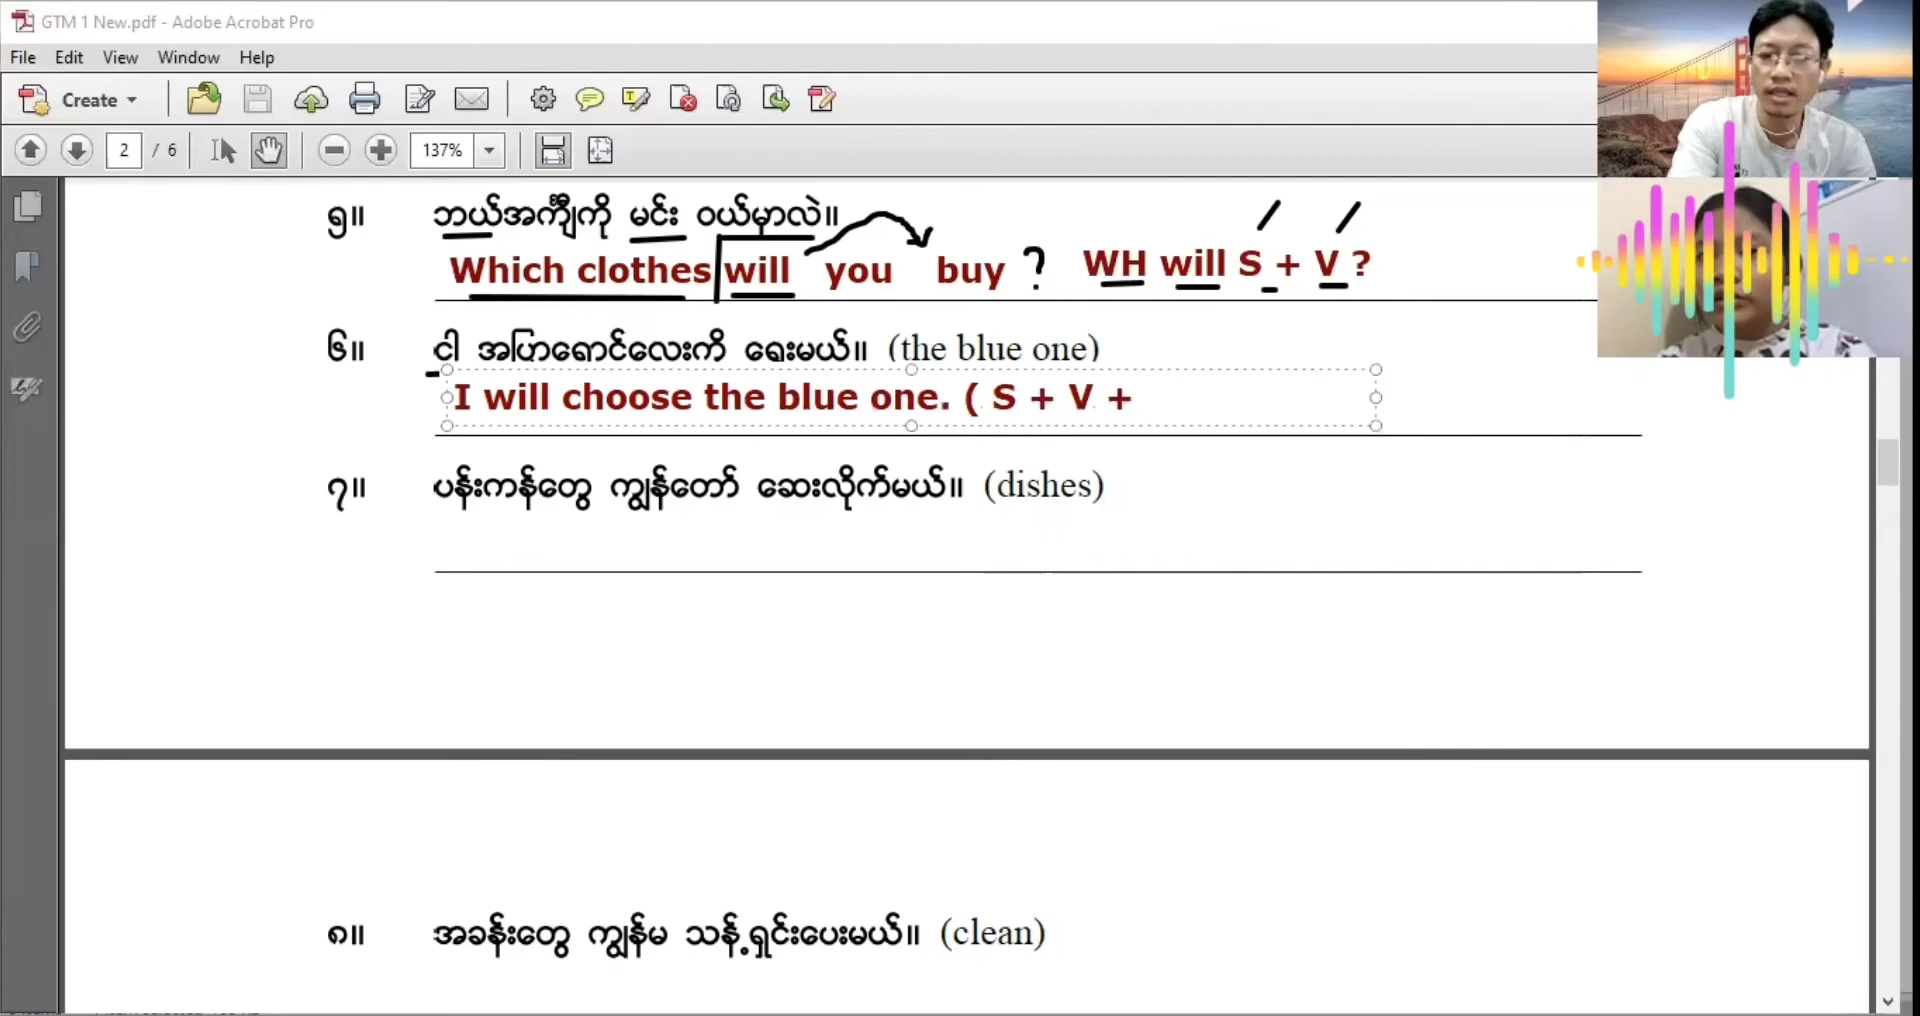 GTM 1 New.pdf - Adobe Acrobat Pro
File Edit View Window Help
Create
2 / 6 137%
၅။ ဘယ်အင်္ကျီကို မင်း ဝယ်မှာလဲ။
Which clothes will you buy ? WH will S + V ?
၆။ ငါ အပြာရောင်လေးကို ရွေးမယ်။ (the blue one)
I will choose the blue one. ( S + V +
၇။ ပန်းကန်တွေ ကျွန်တော် ဆေးလိုက်မယ်။ (dishes)
၈။ အခန်းတွေ ကျွန်မ သန့်ရှင်းပေးမယ်။ (clean)